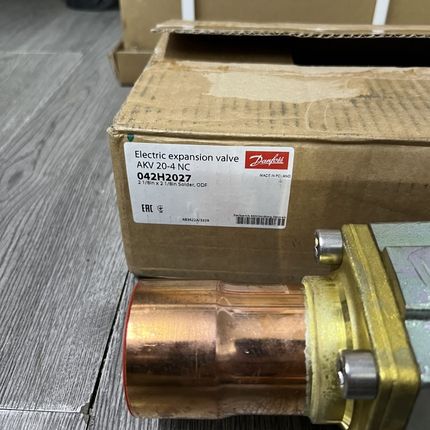 Electric expansion valve
AKV 20-4 NC
042H2027
2 1/8in x 2 1/8in Solder, ODF
Danfoss
MADE IN POLAND
EAC